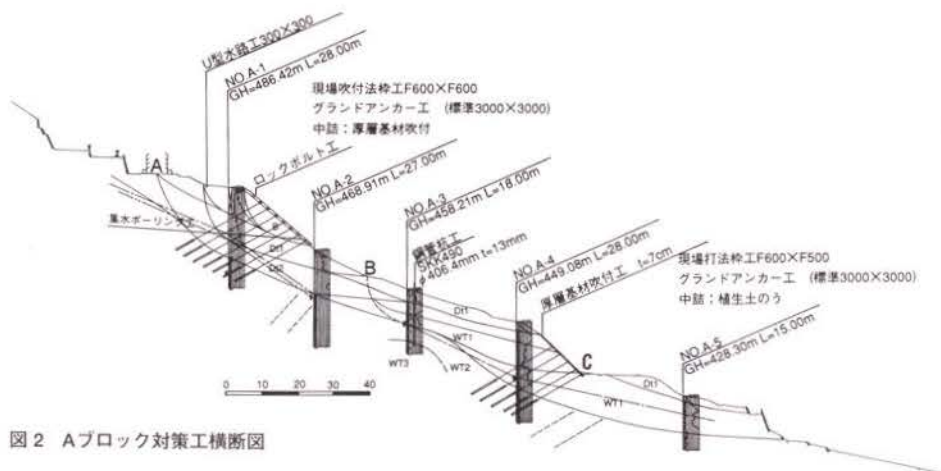 U型水路工300×300
NO.A-1
GH=486.42m L=28.00m
現場吹付法枠工F600×F600
グランドアンカー工 (標準3000×3000)
中詰：厚層基材吹付
ロックボルト工
NO.A-2
GH=468.91m L=27.00m
NO.A-3
GH=458.21m L=18.00m
鋼管杭工
SKK490
φ406.4mm t=13mm
NO.A-4
GH=449.08m L=28.00m
厚層基材吹付工 t=7cm
現場打法枠工F600×F500
グランドアンカー工 (標準3000×3000)
中詰：植生土のう
NO.A-5
GH=428.30m L=15.00m
A
集水ボーリング工
Dt1
Dt2
B
Dt1
WT1
WT3
WT2
C
Dt1
WT1
0 10 20 30 40
図2 Aブロック対策工横断図